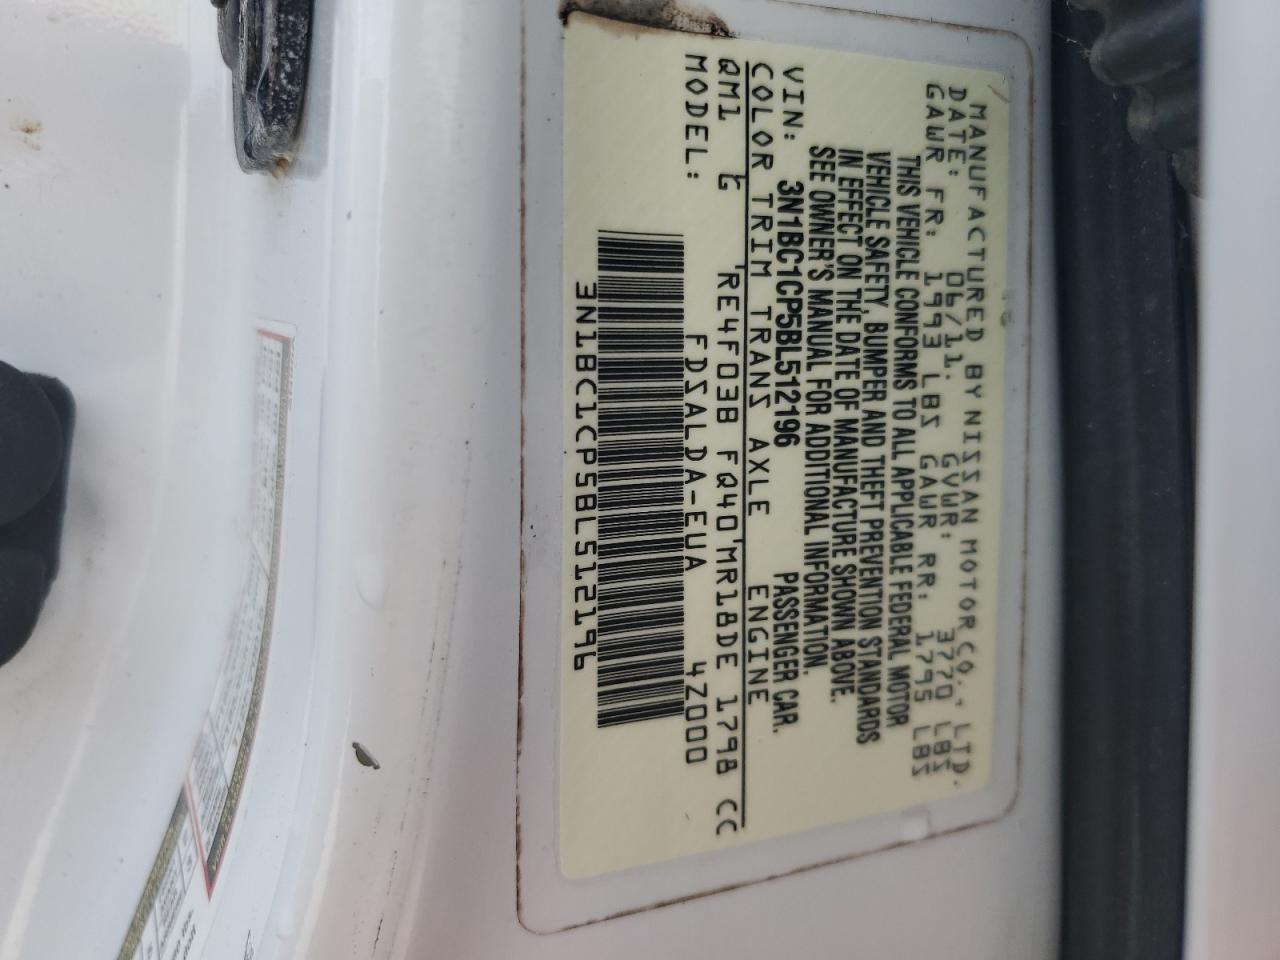 MANUFACTURED BY NISSAN MOTOR CO., LTD.
DATE: 06/11. GVWR: 3770 LBS
GAWR FR: 1993 LBS GAWR RR: 1795 LBS
THIS VEHICLE CONFORMS TO ALL APPLICABLE FEDERAL MOTOR
VEHICLE SAFETY, BUMPER AND THEFT PREVENTION STANDARDS
IN EFFECT ON THE DATE OF MANUFACTURE SHOWN ABOVE.
SEE OWNER'S MANUAL FOR ADDITIONAL INFORMATION.
VIN: 3N1BC1CP5BL512196 PASSENGER CAR.
COLOR TRIM TRANS AXLE ENGINE
QM1 G RE4F03B FQ40 MR18DE 1798 CC
MODEL: FDSALDA-EUA 4Z000
3N1BC1CP5BL512196